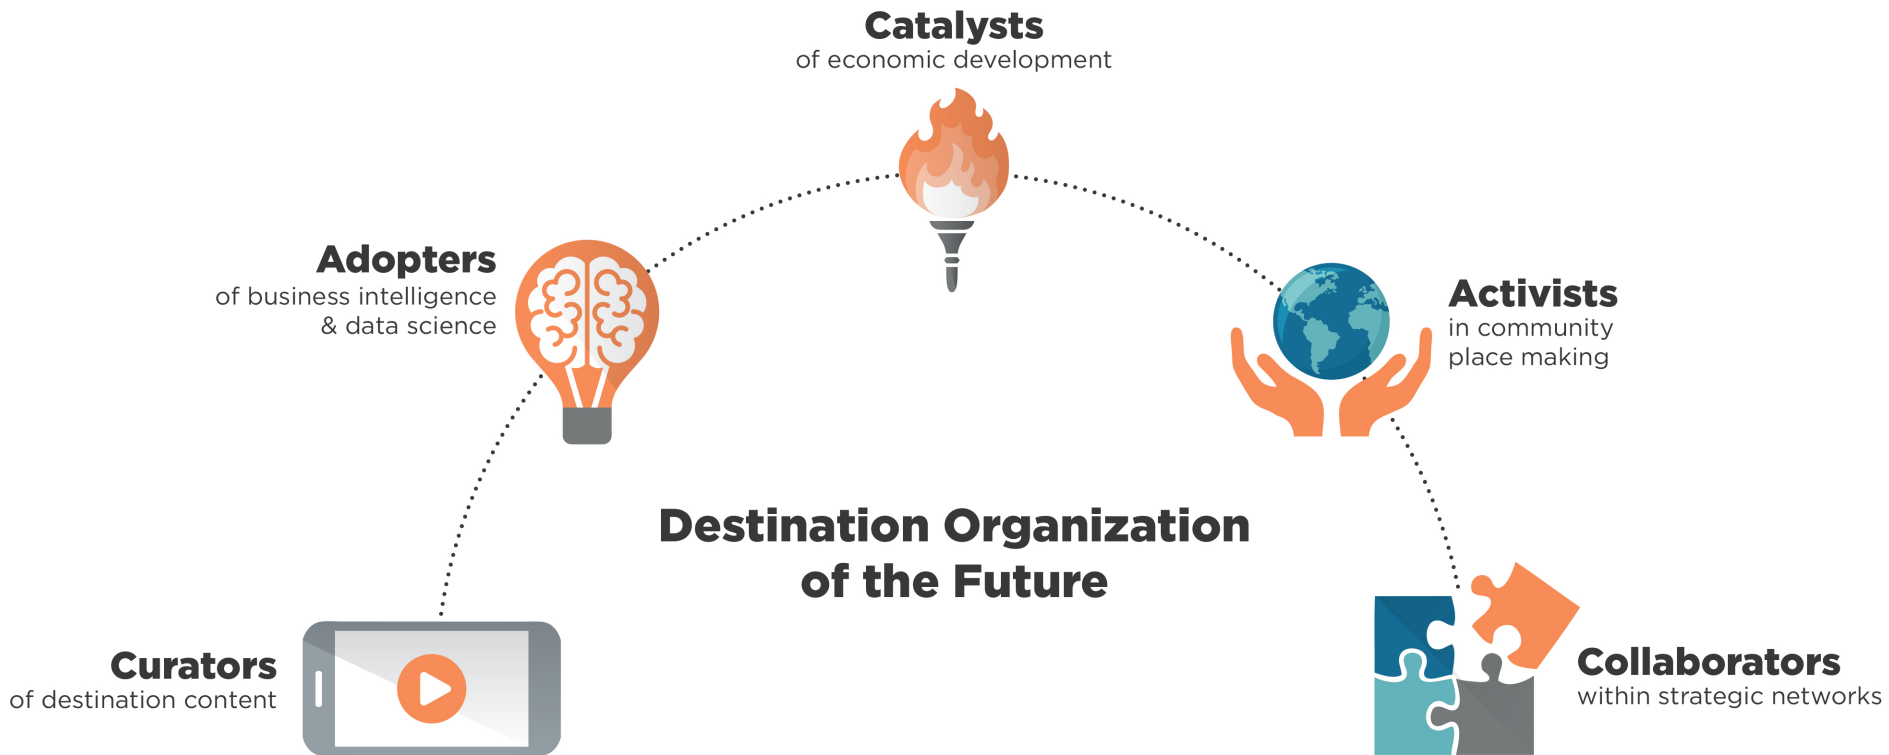 Catalysts
of economic development
Adopters
of business intelligence
& data science
Activists
in community
place making
Destination Organization
of the Future
Curators
of destination content
Collaborators
within strategic networks